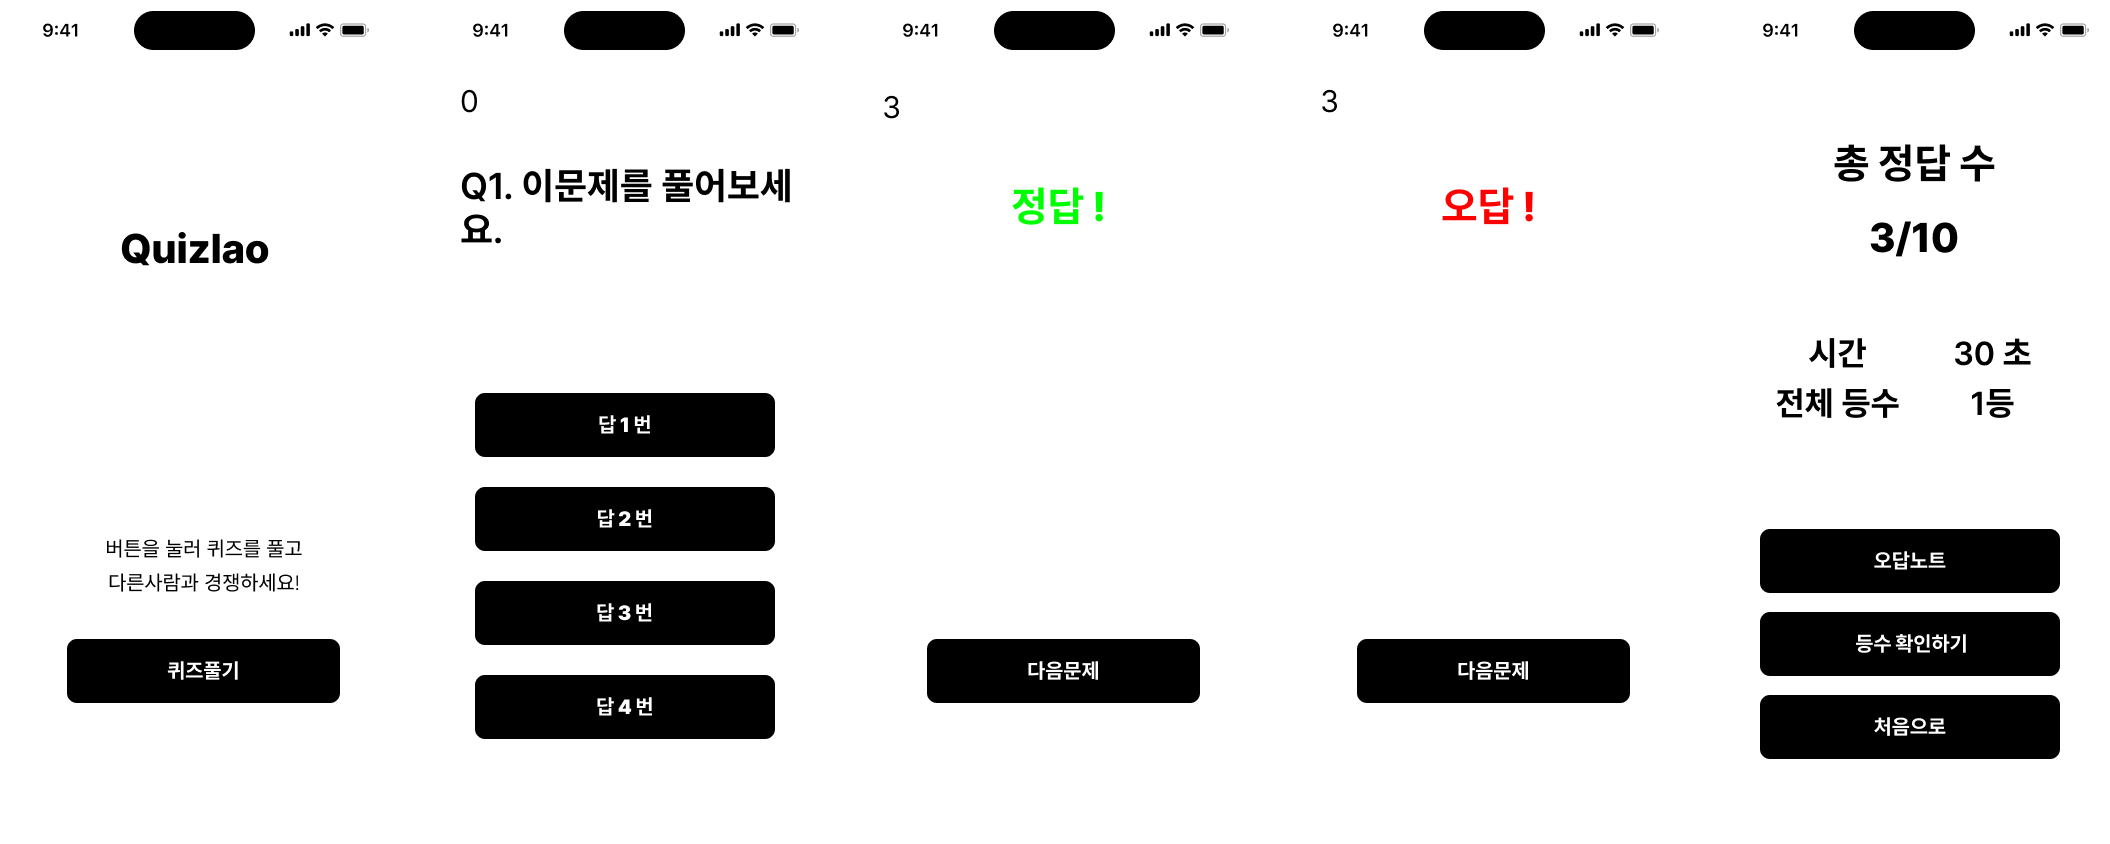 9:41
Quizlao
버튼을 눌러 퀴즈를 풀고
다른사람과 경쟁하세요!
퀴즈풀기
9:41
0
Q1. 이문제를 풀어보세
요.
답 1 번
답 2 번
답 3 번
답 4 번
9:41
3
정답 !
다음문제
9:41
3
오답 !
다음문제
9:41
총 정답 수
3/10
시간 30 초
전체 등수 1등
오답노트
등수 확인하기
처음으로